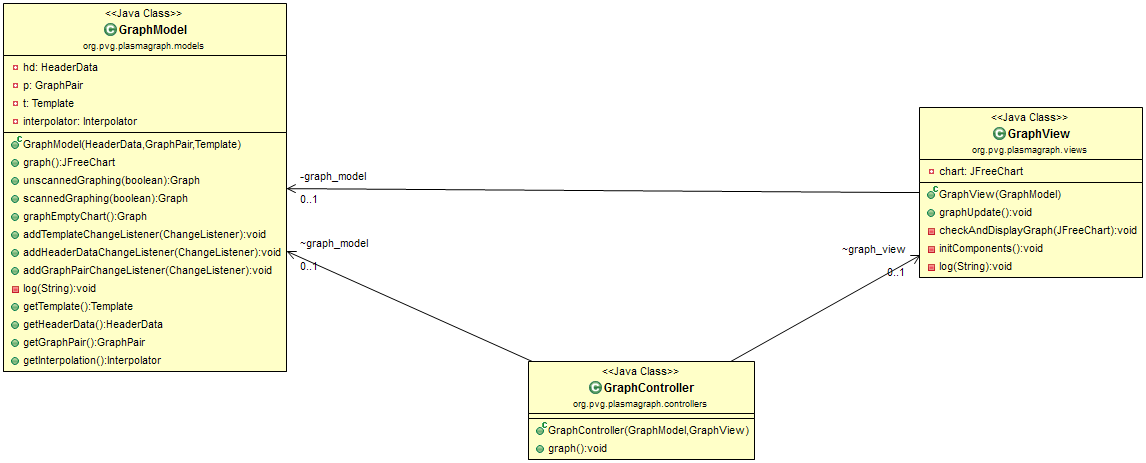 <<Java Class>>
GraphModel
org.pvg.plasmagraph.models
hd: HeaderData
p: GraphPair
t: Template
interpolator: Interpolator
GraphModel(HeaderData,GraphPair,Template)
graph():JFreeChart
unscannedGraphing(boolean):Graph
scannedGraphing(boolean):Graph
graphEmptyChart():Graph
addTemplateChangeListener(ChangeListener):void
addHeaderDataChangeListener(ChangeListener):void
addGraphPairChangeListener(ChangeListener):void
log(String):void
getTemplate():Template
getHeaderData():HeaderData
getGraphPair():GraphPair
getInterpolation():Interpolator
-graph_model
0..1
~graph_model
0..1
~graph_view
0..1
<<Java Class>>
GraphView
org.pvg.plasmagraph.views
chart: JFreeChart
GraphView(GraphModel)
graphUpdate():void
checkAndDisplayGraph(JFreeChart):void
initComponents():void
log(String):void
<<Java Class>>
GraphController
org.pvg.plasmagraph.controllers
GraphController(GraphModel,GraphView)
graph():void